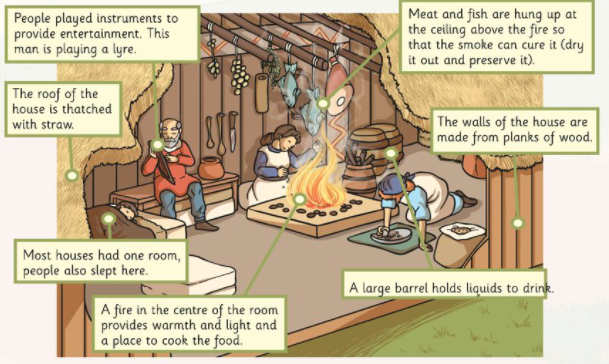 People played instruments to
provide entertainment. This
man is playing a lyre.
Meat and fish are hung up at
the ceiling above the fire so
that the smoke can cure it (dry
it out and preserve it).
The roof of the
house is thatched
with straw.
The walls of the house are
made from planks of wood.
Most houses had one room,
people also slept here.
A large barrel holds liquids to drink.
A fire in the centre of the room
provides warmth and light and
a place to cook the food.